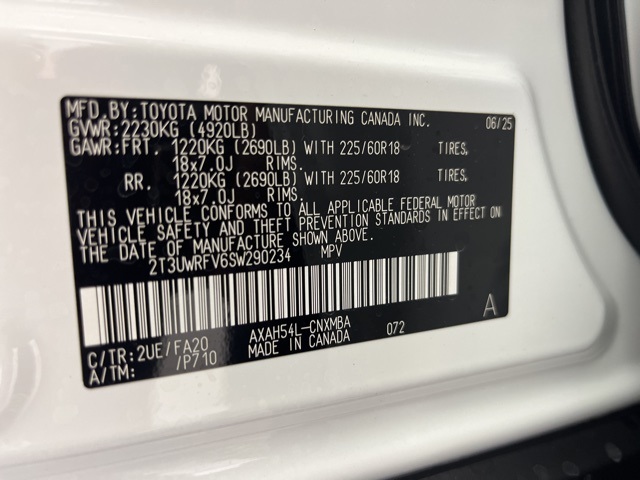 MFD.BY:TOYOTA MOTOR MANUFACTURING CANADA INC. 06/25
GVWR:2230KG (4920LB)
GAWR:FRT. 1220KG (2690LB) WITH 225/60R18 TIRES,
18x7.0J RIMS.
RR. 1220KG (2690LB) WITH 225/60R18 TIRES,
18x7.0J RIMS.
THIS VEHICLE CONFORMS TO ALL APPLICABLE FEDERAL MOTOR
VEHICLE SAFETY AND THEFT PREVENTION STANDARDS IN EFFECT ON
THE DATE OF MANUFACTURE SHOWN ABOVE.
2T3UWRFV6SW290234 MPV
A
C/TR:2UE/FA20 AXAH54L-CNXMBA 072
A/TM: /P710 MADE IN CANADA